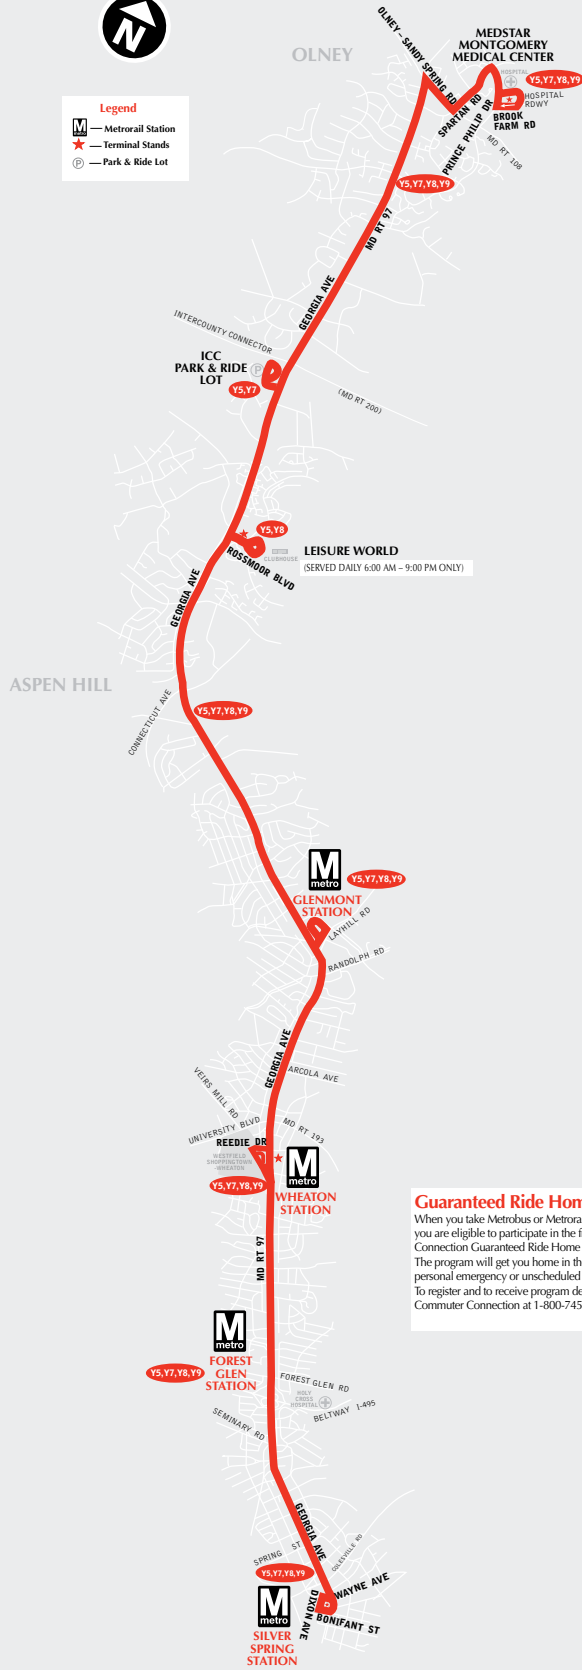 N
OLNEY
OLNEY – SANDY SPRING RD
MEDSTAR
MONTGOMERY
MEDICAL CENTER
HOSPITAL
Y5,Y7,Y8,Y9
HOSPITAL
RDWY
SPARTAN RD
PRINCE PHILIP DR
BROOK
FARM RD
MD RT 108
Legend
M
— Metrorail Station
— Terminal Stands
P — Park & Ride Lot
Y5,Y7,Y8,Y9
MD RT 97
GEORGIA AVE
INTERCOUNTY CONNECTOR
ICC
PARK & RIDE
LOT
P
Y5,Y7
(MD RT 200)
Y5,Y8
CLUBHOUSE
ROSSMOOR BLVD
LEISURE WORLD
(SERVED DAILY 6:00 AM – 9:00 PM ONLY)
GEORGIA AVE
ASPEN HILL
CONNECTICUT AVE
Y5,Y7,Y8,Y9
M
metro
Y5,Y7,Y8,Y9
GLENMONT
STATION
LAYHILL RD
RANDOLPH RD
GEORGIA AVE
ARCOLA AVE
VEIRS MILL RD
UNIVERSITY BLVD
MD RT 193
REEDIE DR
WESTFIELD
SHOPPINGTOWN
-WHEATON
M
metro
Y5,Y7,Y8,Y9
WHEATON
STATION
MD RT 97
Guaranteed Ride Hom
When you take Metrobus or Metrora
you are eligible to participate in the f
Connection Guaranteed Ride Home
The program will get you home in th
personal emergency or unscheduled
To register and to receive program de
Commuter Connection at 1-800-745
M
metro
Y5,Y7,Y8,Y9
FOREST
GLEN
STATION
FOREST GLEN RD
HOLY
CROSS
HOSPITAL
BELTWAY I-495
SEMINARY RD
GEORGIA AVE
SPRING ST
COLESVILLE RD
Y5,Y7,Y8,Y9
M
metro
WAYNE AVE
DIXON AVE
BONIFANT ST
SILVER
SPRING
STATION